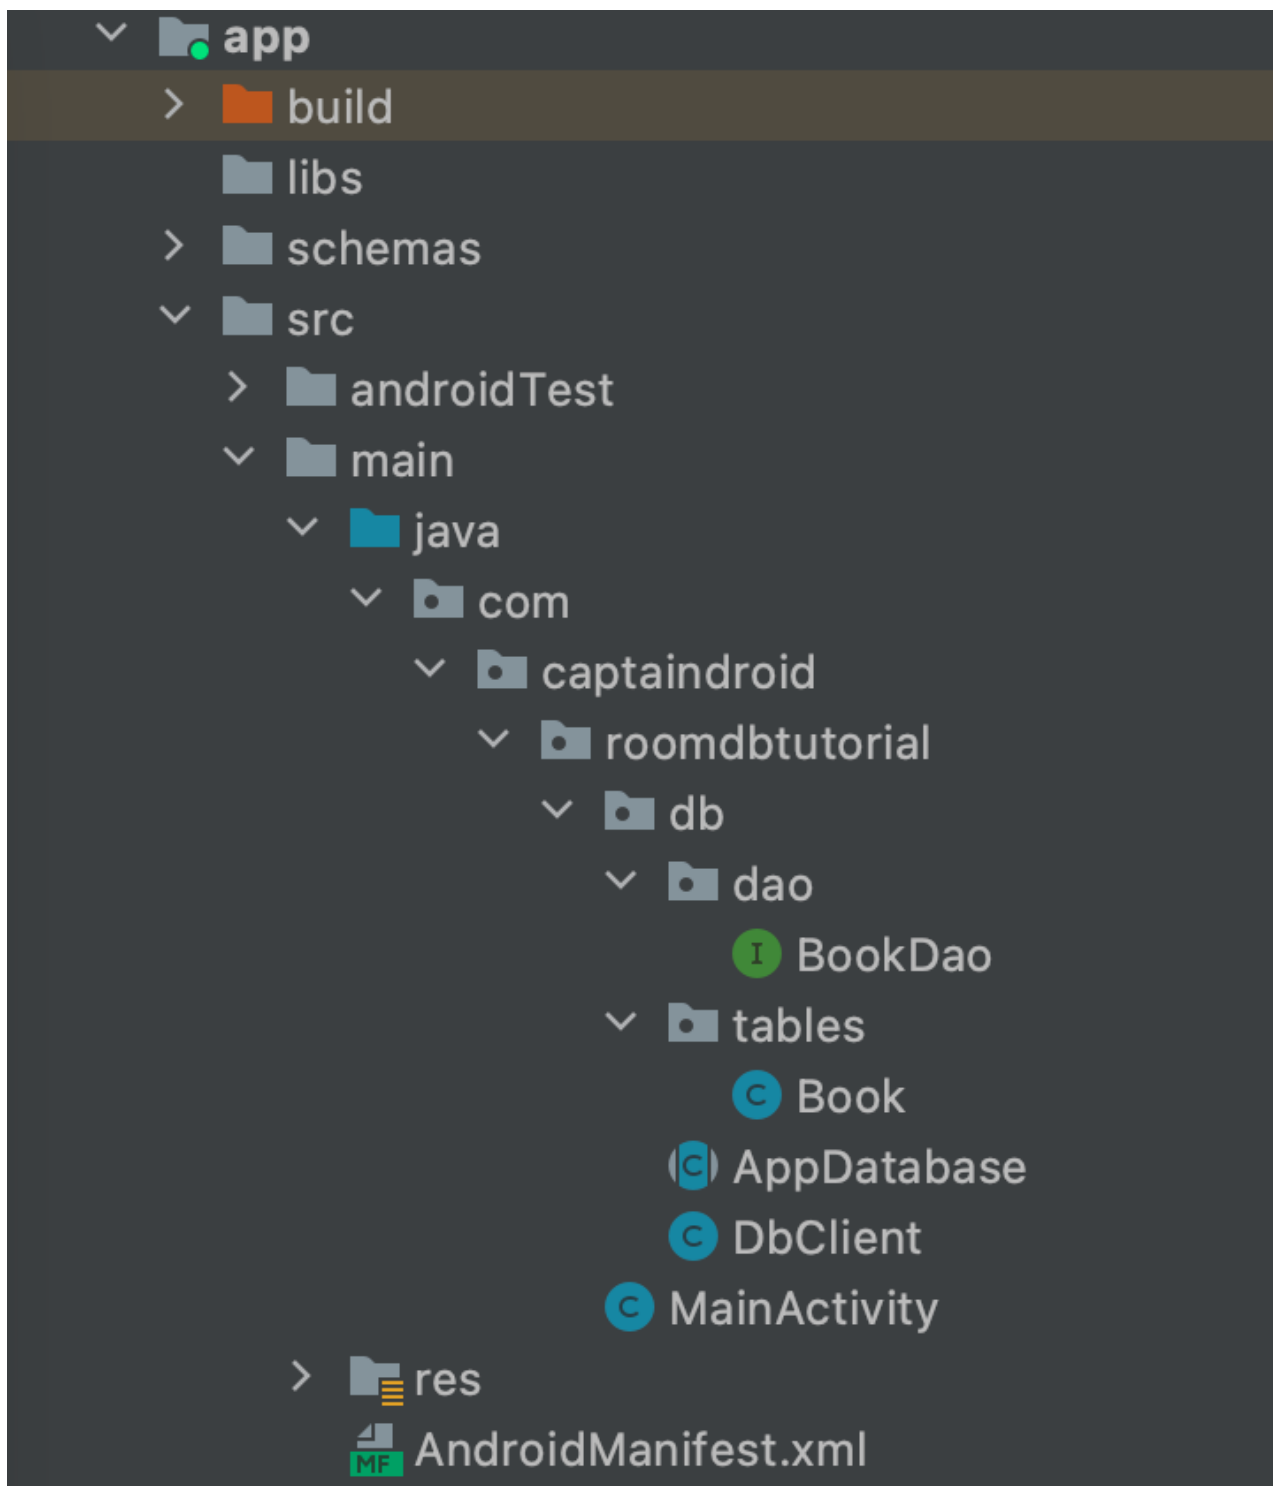 app
build
libs
schemas
src
androidTest
main
java
com
captaindroid
roomdbtutorial
db
dao
I BookDao
tables
C Book
C AppDatabase
C DbClient
C MainActivity
res
MF AndroidManifest.xml